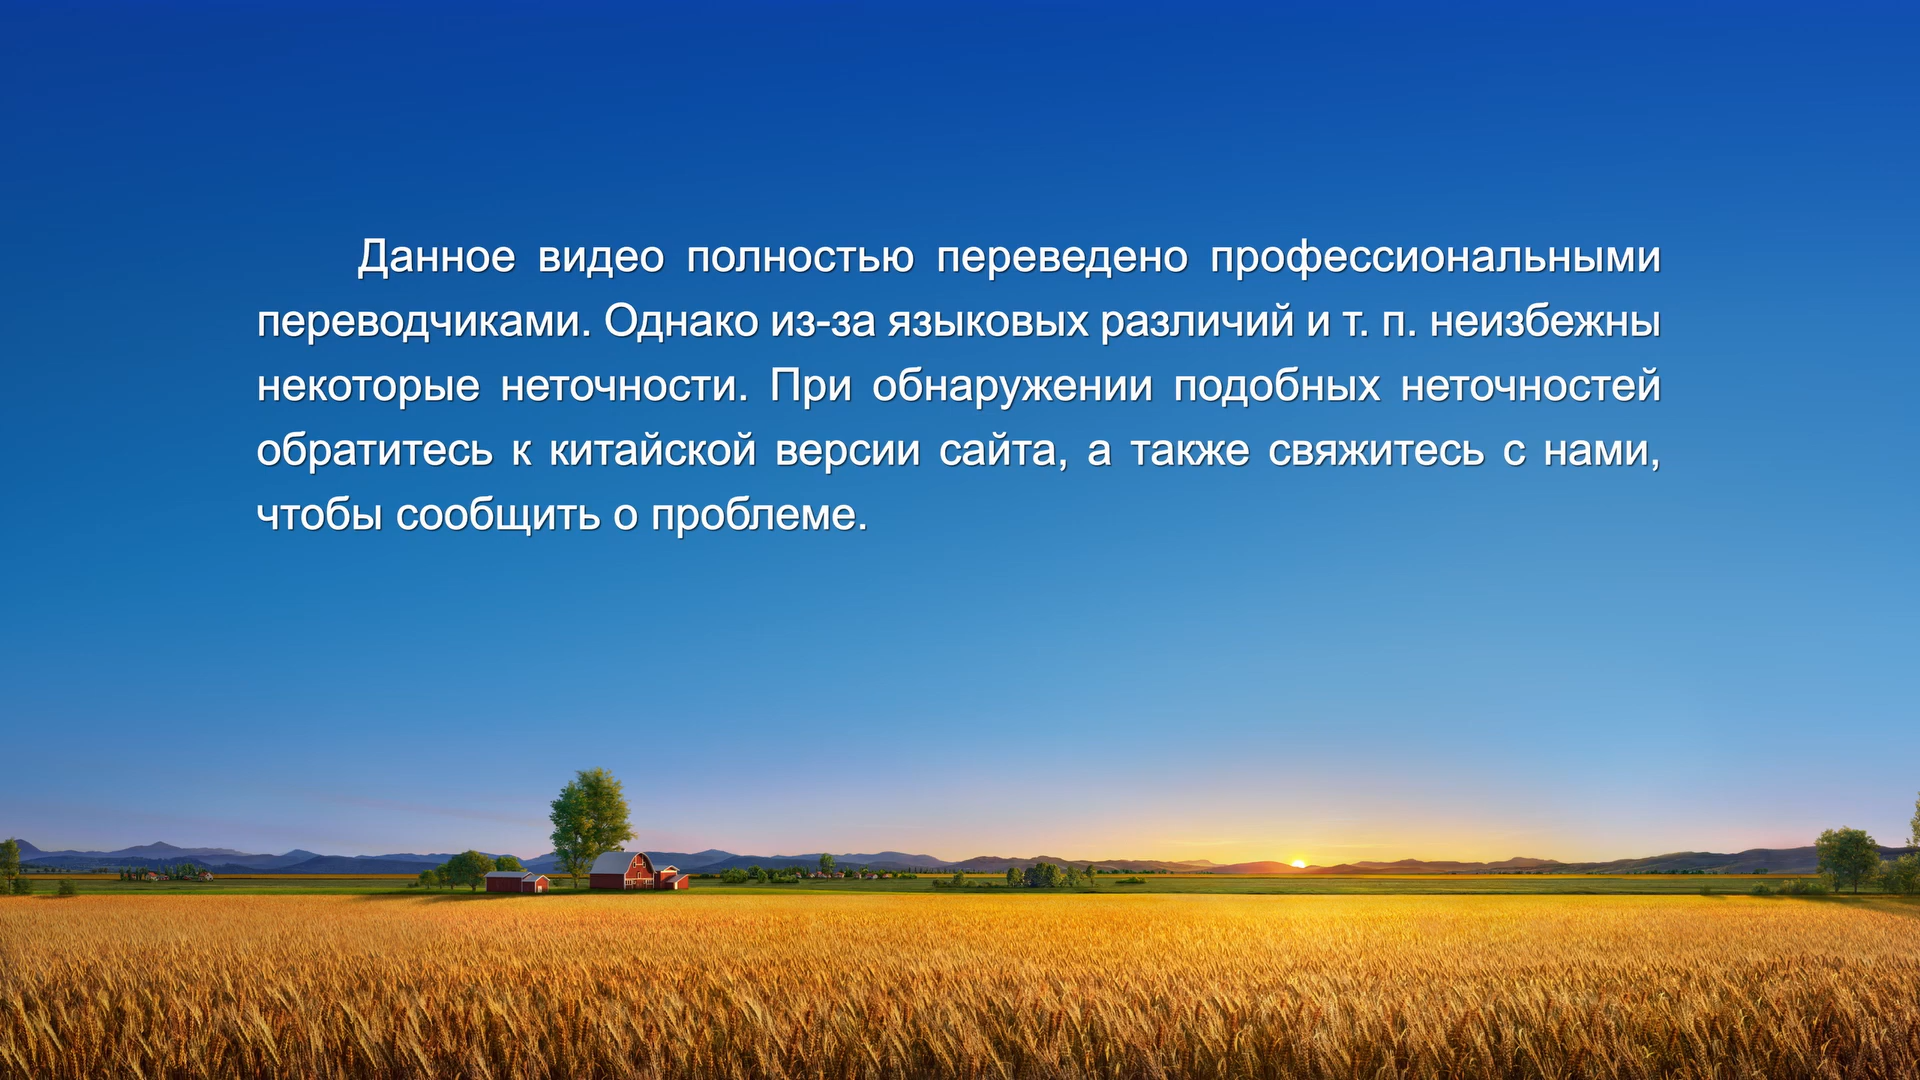 Данное видео полностью переведено профессиональными
переводчиками. Однако из-за языковых различий и т. п. неизбежны
некоторые неточности. При обнаружении подобных неточностей
обратитесь к китайской версии сайта, а также свяжитесь с нами,
чтобы сообщить о проблеме.